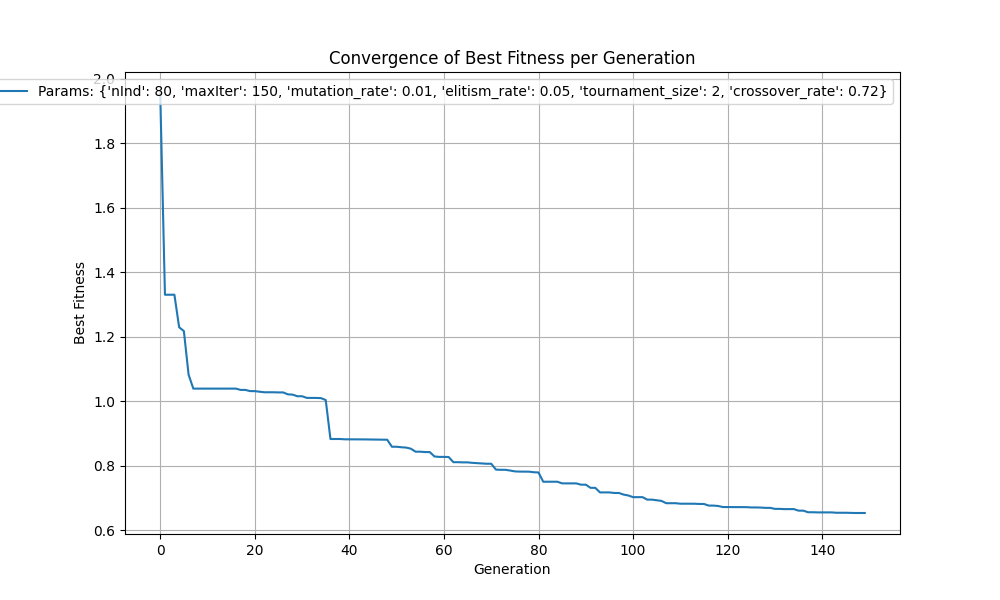 Convergence of Best Fitness per Generation
Params: {'nInd': 80, 'maxIter': 150, 'mutation_rate': 0.01, 'elitism_rate': 0.05, 'tournament_size': 2, 'crossover_rate': 0.72}
Best Fitness
2.0
1.8
1.6
1.4
1.2
1.0
0.8
0.6
0 20 40 60 80 100 120 140
Generation